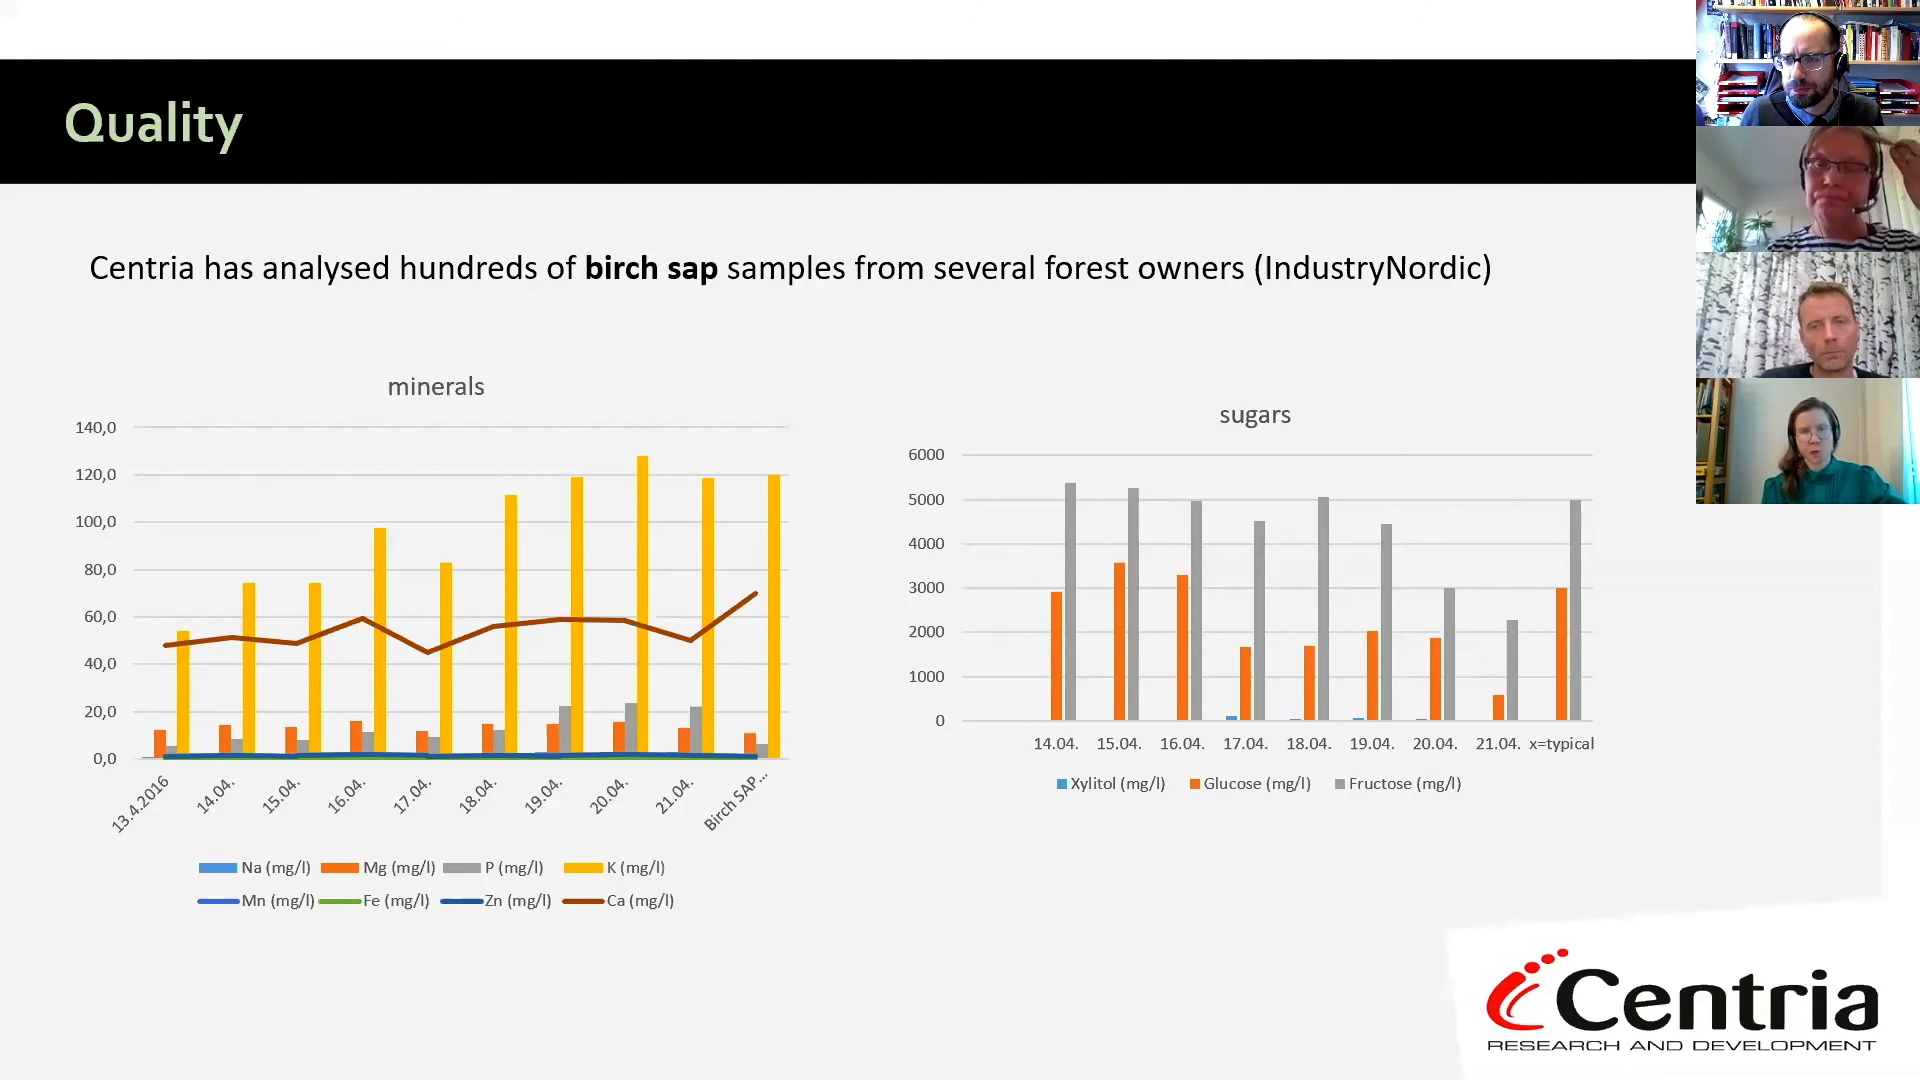 Quality
Centria has analysed hundreds of birch sap samples from several forest owners (IndustryNordic)
minerals
140,0
120,0
100,0
80,0
60,0
40,0
20,0
0,0
13.4.2016 14.04. 15.04. 16.04. 17.04. 18.04. 19.04. 20.04. 21.04. Birch SAP...
Na (mg/l) Mg (mg/l) P (mg/l) K (mg/l)
Mn (mg/l) Fe (mg/l) Zn (mg/l) Ca (mg/l)
sugars
6000
5000
4000
3000
2000
1000
0
14.04. 15.04. 16.04. 17.04. 18.04. 19.04. 20.04. 21.04. x=typical
Xylitol (mg/l) Glucose (mg/l) Fructose (mg/l)
Centria
RESEARCH AND DEVELOPMENT